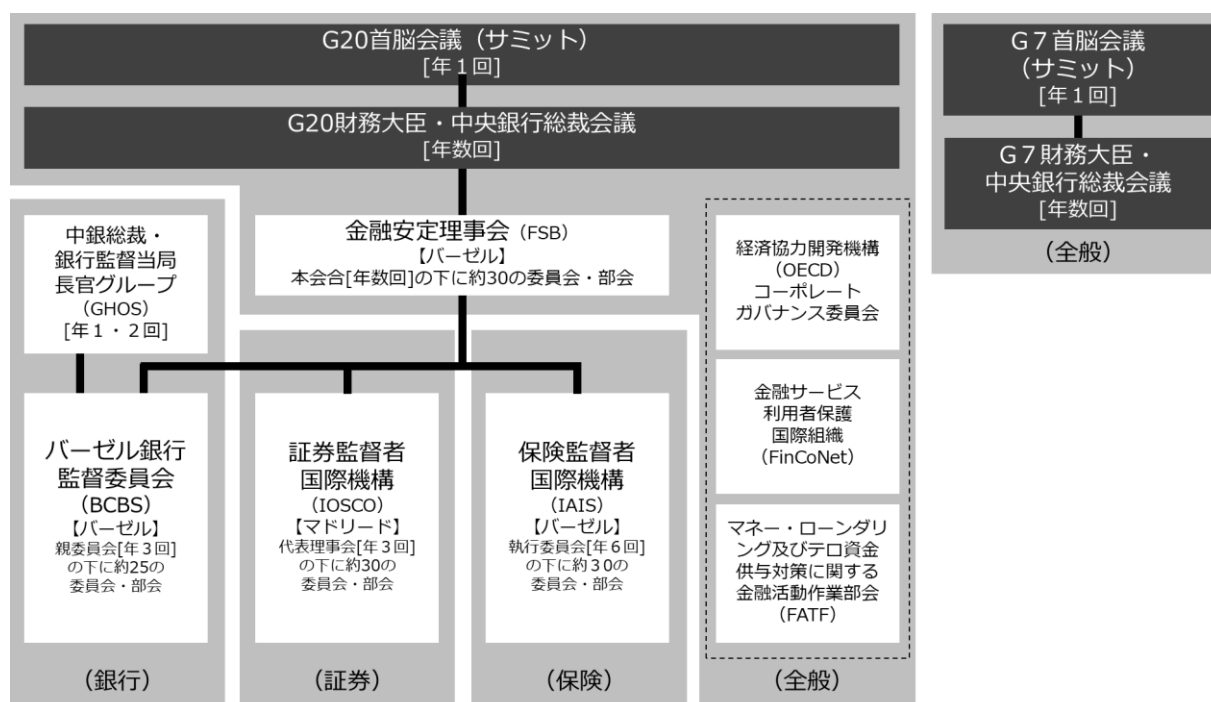 G20首脳会議（サミット）
[年１回]
G20財務大臣・中央銀行総裁会議
[年数回]
中銀総裁・
銀行監督当局
長官グループ
（GHOS）
[年１・２回]
金融安定理事会（FSB）
【バーゼル】
本会合[年数回]の下に約30の委員会・部会
バーゼル銀行
監督委員会
（BCBS）
【バーゼル】
親委員会[年３回]
の下に約25の
委員会・部会
（銀行）
証券監督者
国際機構
（IOSCO）
【マドリード】
代表理事会[年３回]
の下に約30の
委員会・部会
（証券）
保険監督者
国際機構
（IAIS）
【バーゼル】
執行委員会[年６回]
の下に約３０の
委員会・部会
（保険）
経済協力開発機構
（OECD）
コーポレート
ガバナンス委員会
金融サービス
利用者保護
国際組織
（FinCoNet）
マネー・ローンダリ
ング及びテロ資金
供与対策に関する
金融活動作業部会
（FATF）
（全般）
G７首脳会議
（サミット）
[年１回]
G７財務大臣・
中央銀行総裁会議
[年数回]
（全般）